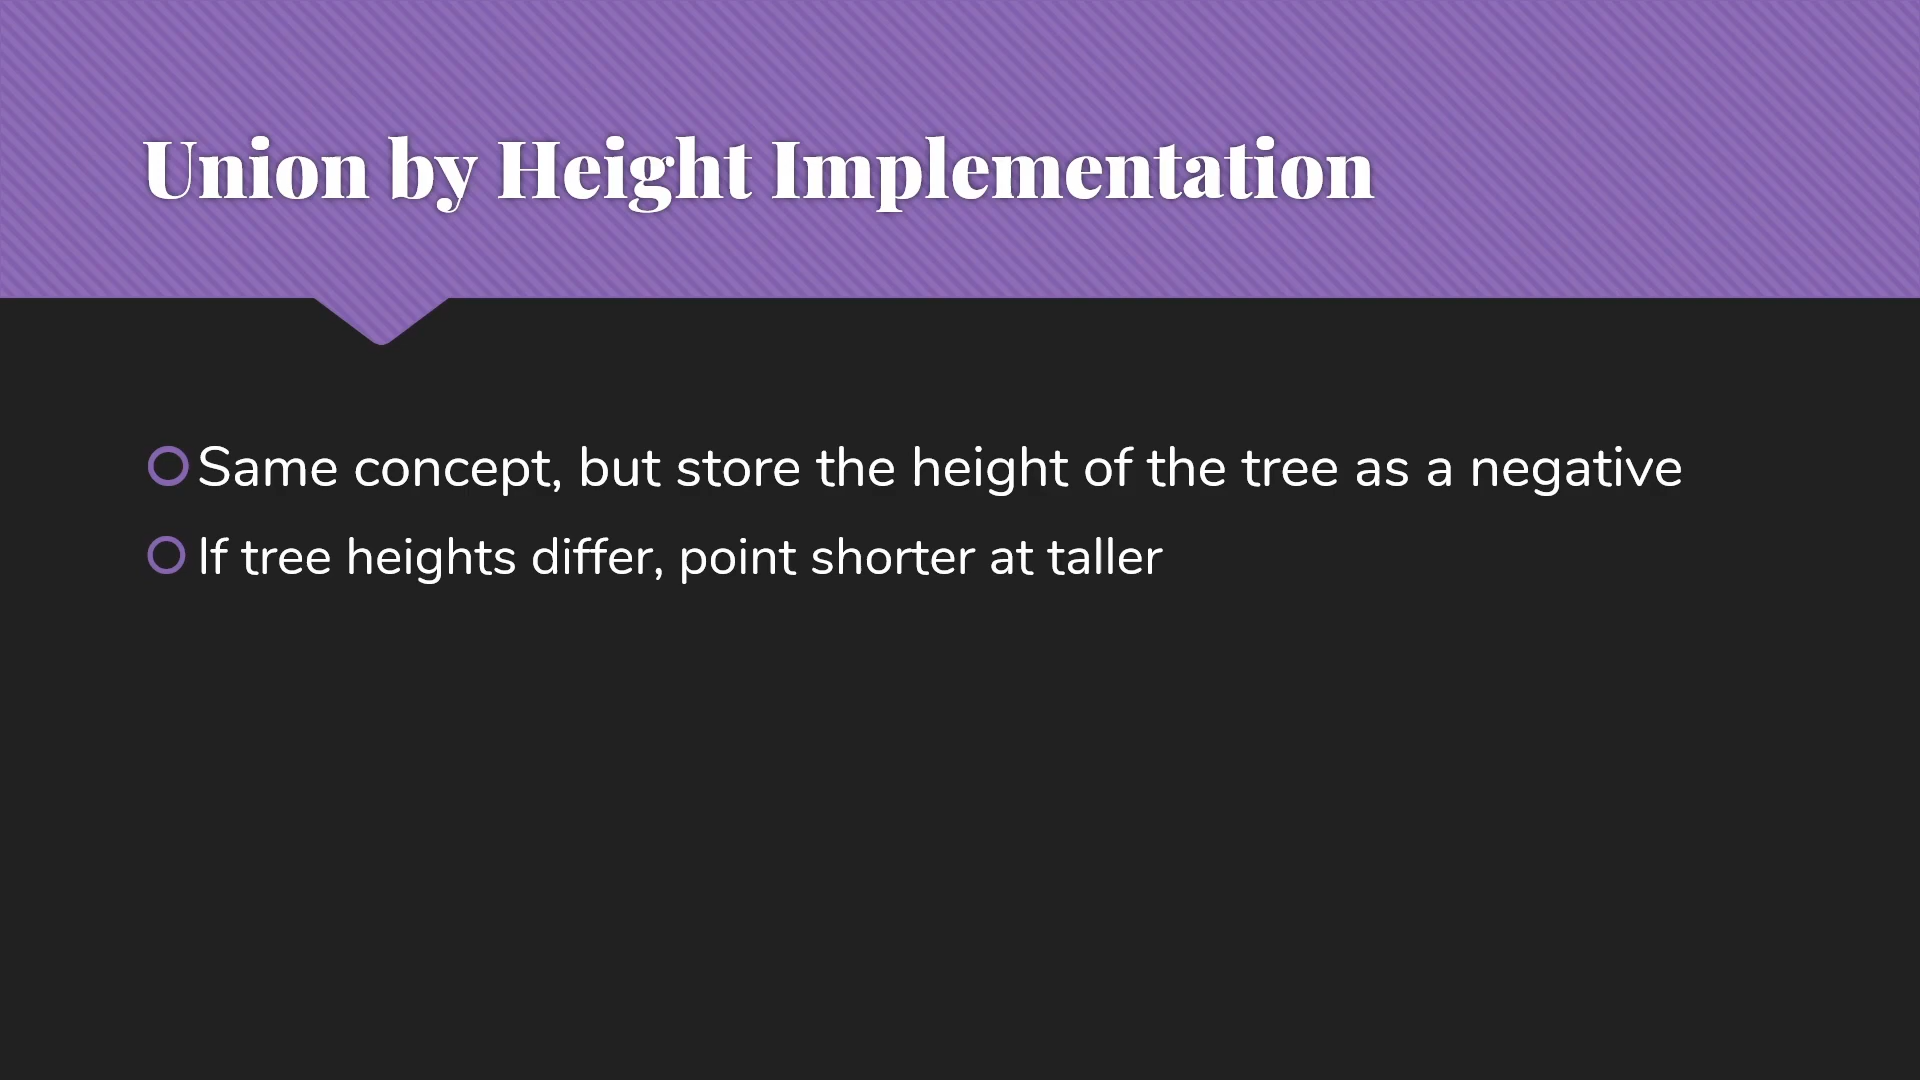 Union by Height Implementation
Same concept, but store the height of the tree as a negative
If tree heights differ, point shorter at taller